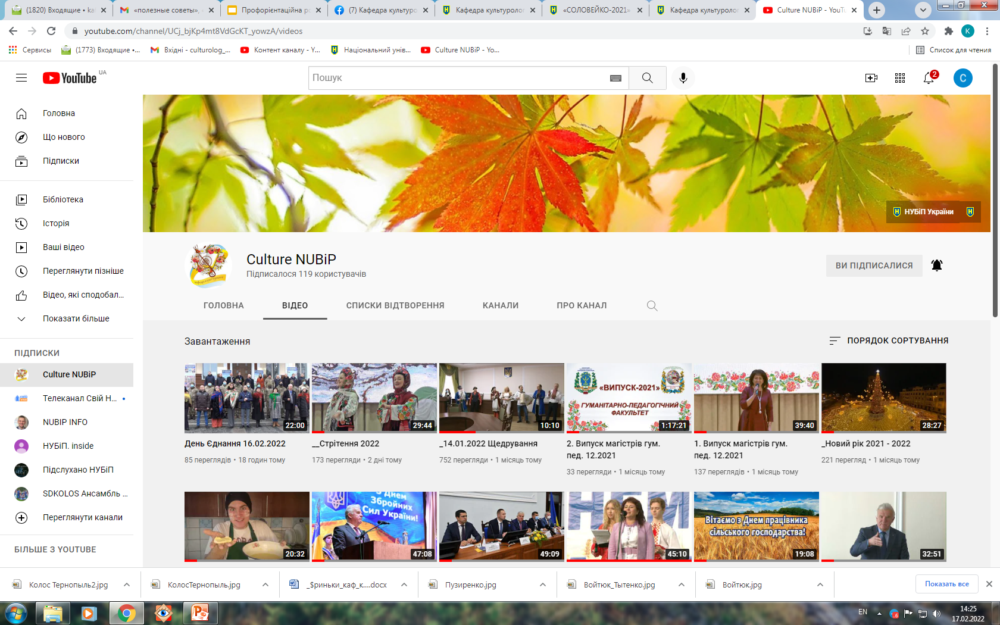 (1820) Входящие • ka
«полезные советы», «
Профорієнтаційна ро
(7) Кафедра культуро
Кафедра культуролог
«СОЛОВЕЙКО-2021»
Кафедра культуролог
Culture NUBiP - YouTu
youtube.com/channel/UCj_bjKp4mt8VdGcKT_yowzA/videos
K
Сервисы
(1773) Входящие •...
Вхідні - culturolog_...
Контент каналу - Y...
Національний унів...
Culture NUBiP - Yo...
Список для чтения
YouTube UA
Пошук
2
C
Головна
Що нового
Підписки
Бібліотека
Історія
Ваші відео
Переглянути пізніше
Відео, які сподобал...
Показати більше
ПІДПИСКИ
Culture NUBiP
Телеканал Свій Н...
NUBIP INFO
НУБіП. inside
Підслухано НУБіП
SDKOLOS Ансамбль ...
Переглянути канали
БІЛЬШЕ З YOUTUBE
НУБіП України
Culture NUBiP
Підписалося 119 користувачів
ВИ ПІДПИСАЛИСЯ
ГОЛОВНА
ВІДЕО
СПИСКИ ВІДТВОРЕННЯ
КАНАЛИ
ПРО КАНАЛ
Завантаження
ПОРЯДОК СОРТУВАННЯ
22:00
День Єднання 16.02.2022
85 переглядів • 18 годин тому
29:44
__Стрітення 2022
173 перегляди • 2 дні тому
10:10
_14.01.2022 Щедрування
752 перегляди • 1 місяць тому
«ВИПУСК-2021»
ГУМАНІТАРНО-ПЕДАГОГІЧНИЙ
ФАКУЛЬТЕТ
1:17:21
2. Випуск магістрів гум.
пед. 12.2021
33 перегляди • 1 місяць тому
39:40
1. Випуск магістрів гум.
пед. 12.2021
137 переглядів • 1 місяць тому
28:27
_Новий рік 2021 - 2022
221 перегляд • 1 місяць тому
20:32
З Днем
Збройних
Сил України!
47:08
49:09
НЕМ
45:10
Вітаємо з Днем працівника
сільського господарства!
19:08
32:51
Колос Тернопыль2.jpg
КолосТернопыль.jpg
_$риньки_каф_к....docx
Пузиренко.jpg
Войтюк_Тытенко.jpg
Войтюк.jpg
Показать все
EN
14:25
17.02.2022